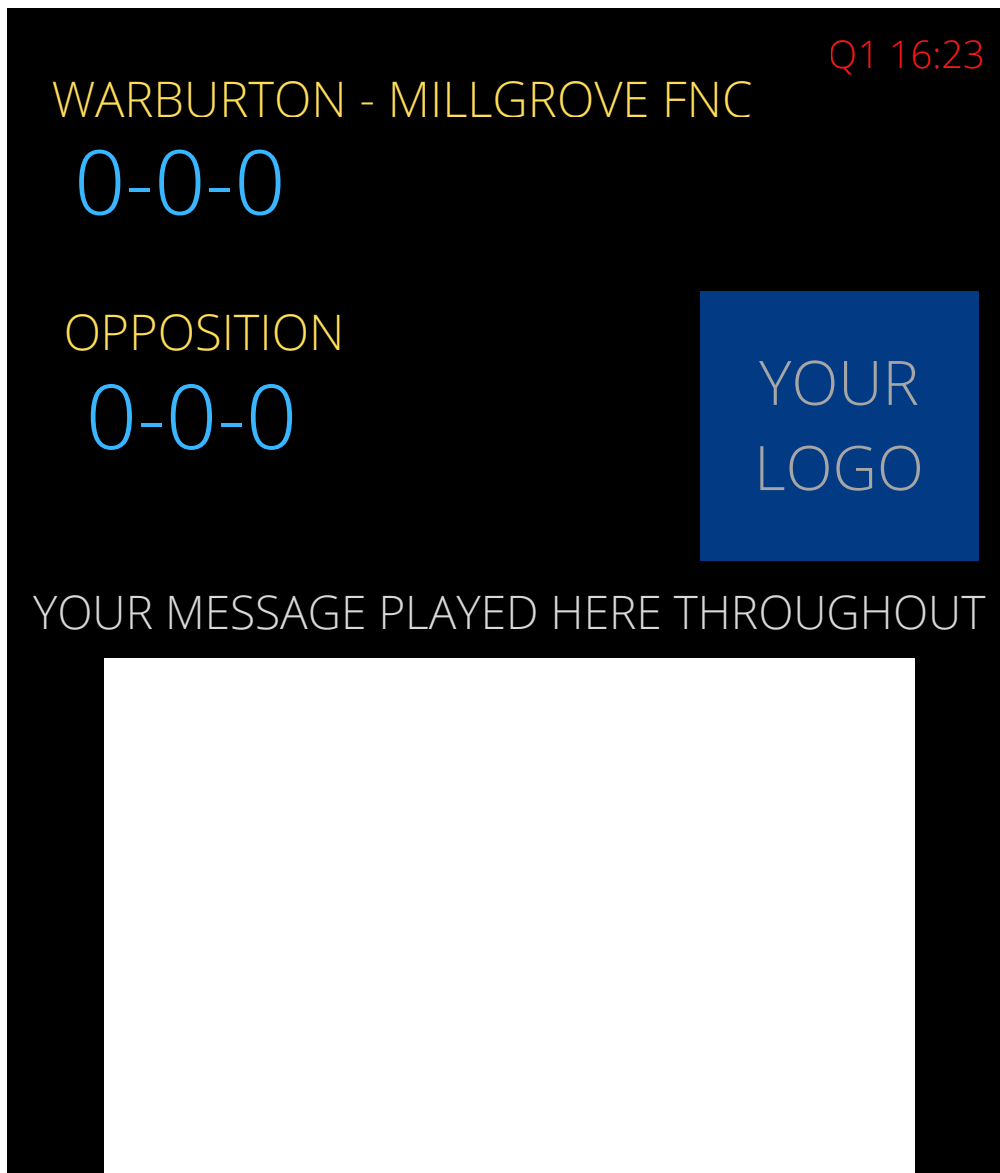 Q1 16:23
WARBURTON - MILLGROVE FNC
0-0-0
OPPOSITION
0-0-0
YOUR
LOGO
YOUR MESSAGE PLAYED HERE THROUGHOUT